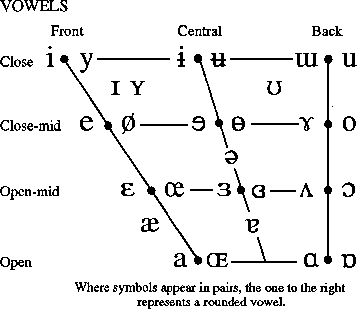 VOWELS
Front Central Back
Close i y ɨ ʉ ɯ u
ɪ ʏ ʊ
Close-mid e ø ɘ ɵ ɤ o
ə
Open-mid ɛ œ ɜ ɞ ʌ ɔ
æ ɐ
Open a ɶ ɑ ɒ
Where symbols appear in pairs, the one to the right
represents a rounded vowel.